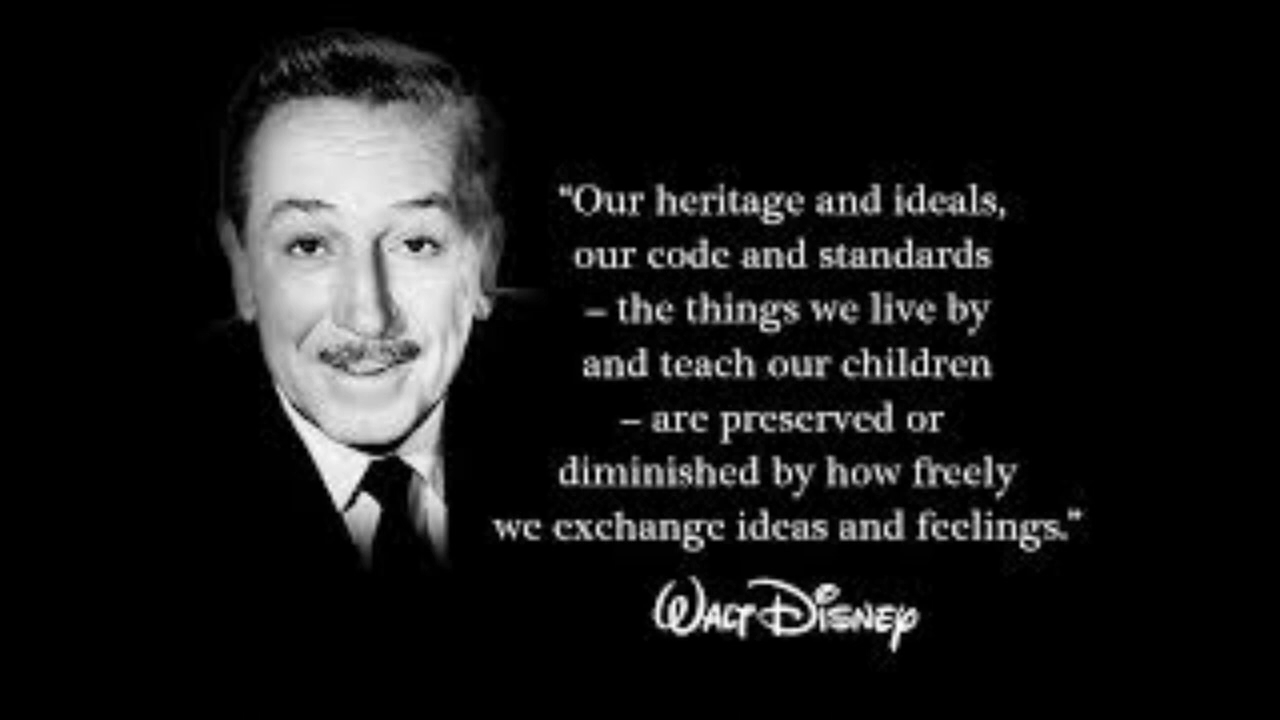 “Our heritage and ideals,
our code and standards
– the things we live by
and teach our children
– are preserved or
diminished by how freely
we exchange ideas and feelings.”
WALT DISNEY